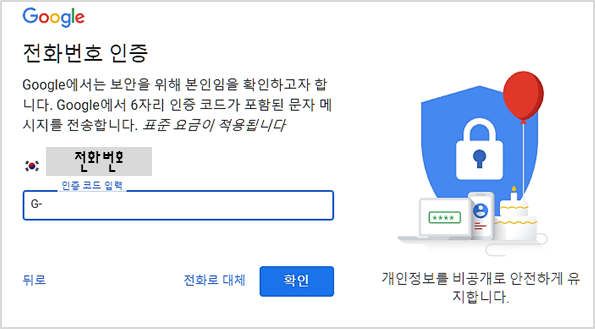 Google
전화번호 인증
Google에서는 보안을 위해 본인임을 확인하고자 합
니다. Google에서 6자리 인증 코드가 포함된 문자 메
시지를 전송합니다. 표준 요금이 적용됩니다
전화번호
인증 코드 입력
G-
뒤로
전화로 대체
확인
****
개인정보를 비공개로 안전하게 유
지합니다.